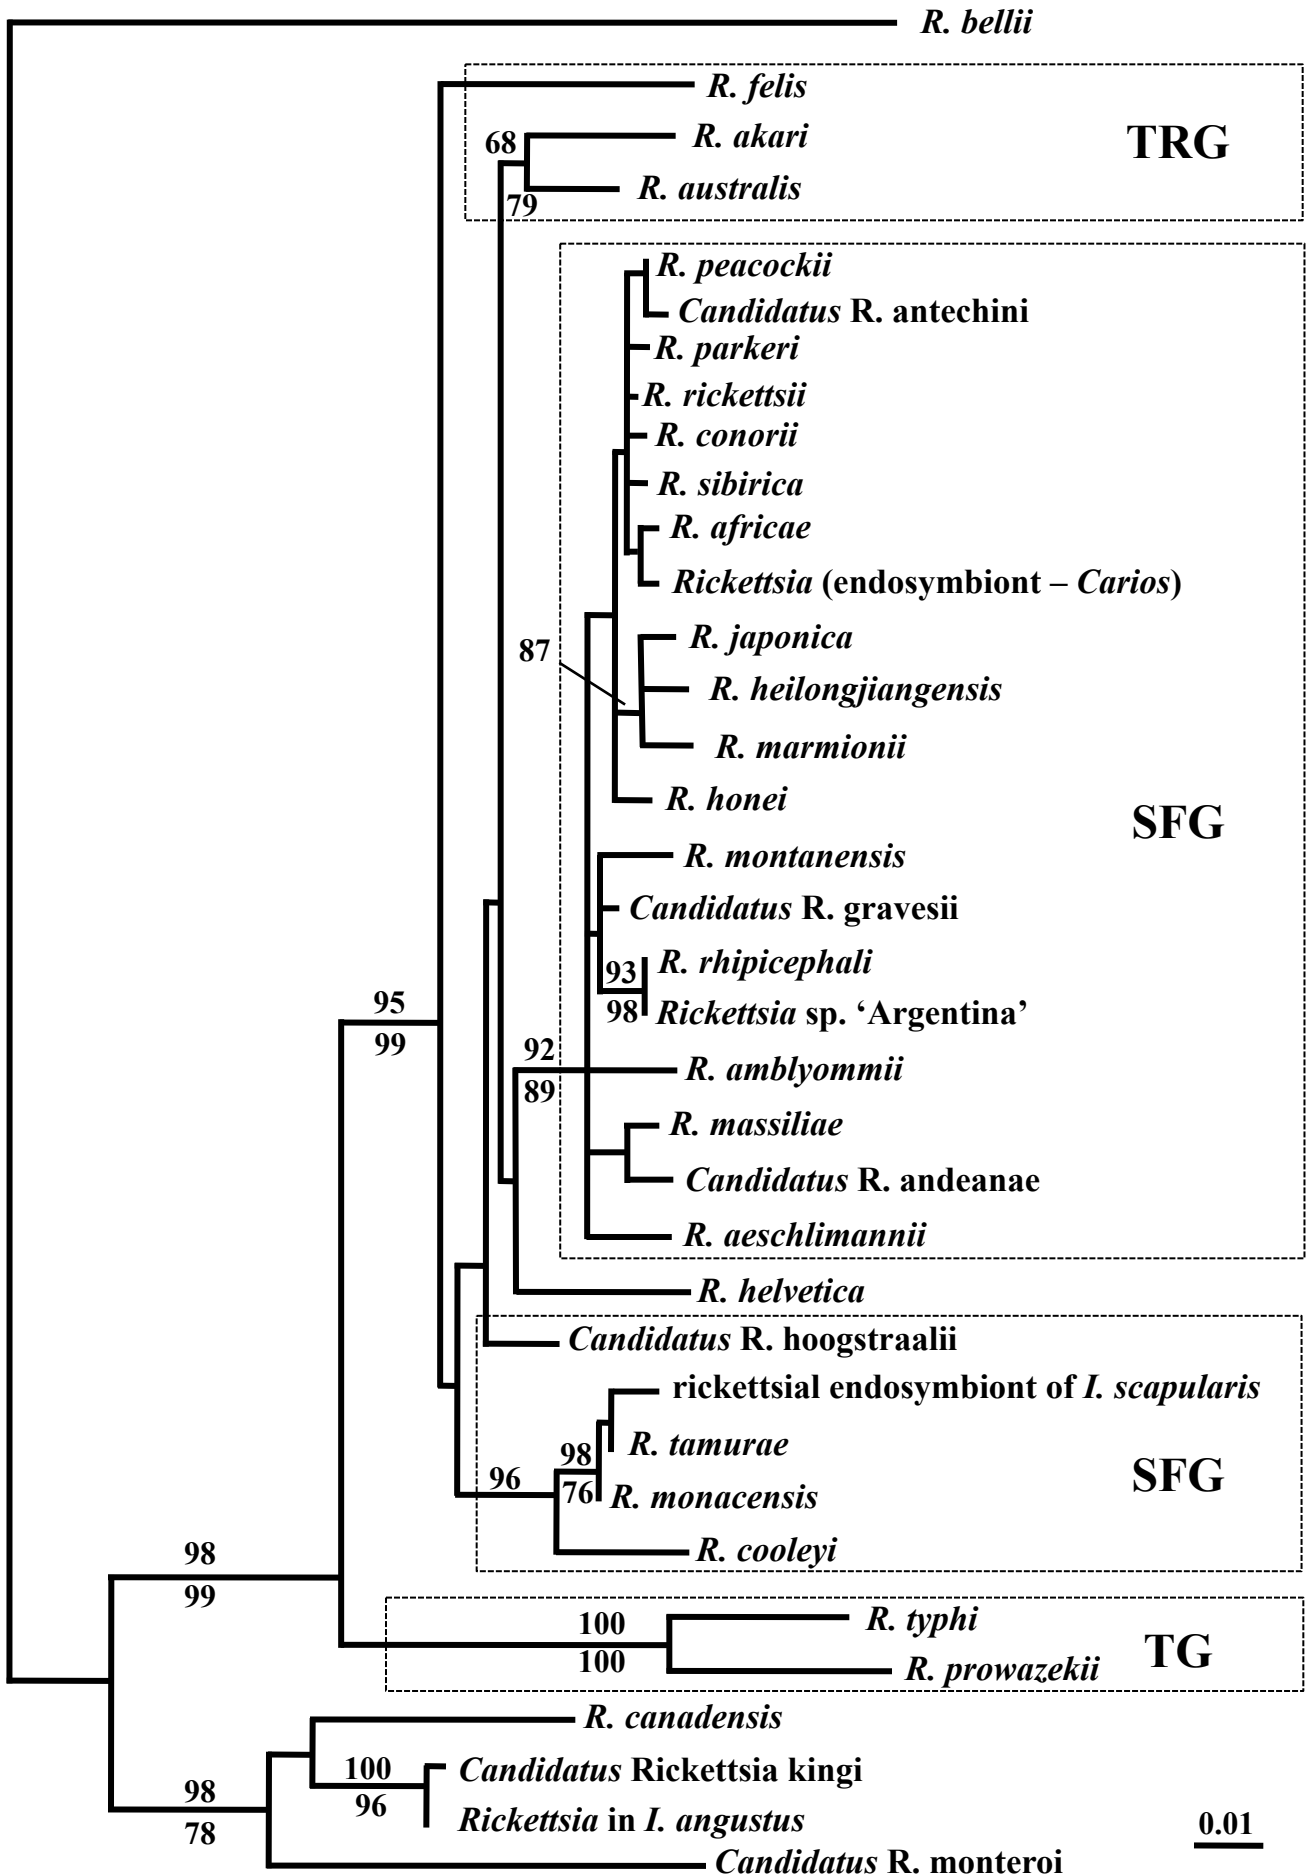 R. bellii
R. felis
R. akari
TRG
68
R. australis
79
R. peacockii
Candidatus R. antechini
R. parkeri
R. rickettsii
R. conorii
R. sibirica
R. africae
Rickettsia (endosymbiont – Carios)
R. japonica
87
R. heilongjiangensis
R. marmionii
R. honei
SFG
R. montanensis
Candidatus R. gravesii
R. rhipicephali
93
98
Rickettsia sp. ‘Argentina’
95
99
92
R. amblyommii
89
R. massiliae
Candidatus R. andeanae
R. aeschlimannii
R. helvetica
Candidatus R. hoogstraalii
rickettsial endosymbiont of I. scapularis
R. tamurae
98
96
76
R. monacensis
SFG
R. cooleyi
98
99
R. typhi
100
100
TG
R. prowazekii
R. canadensis
100
Candidatus Rickettsia kingi
98
96
78
Rickettsia in I. angustus
0.01
Candidatus R. monteroi